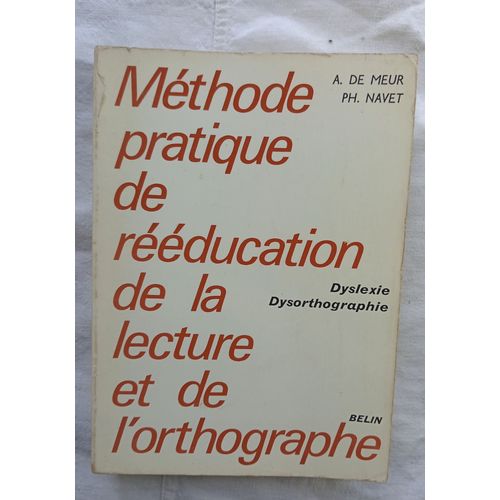 A. DE MEUR
PH. NAVET
Méthode
pratique
de
rééducation
de la
lecture
et de
l'orthographe
Dyslexie
Dysorthographie
BELIN